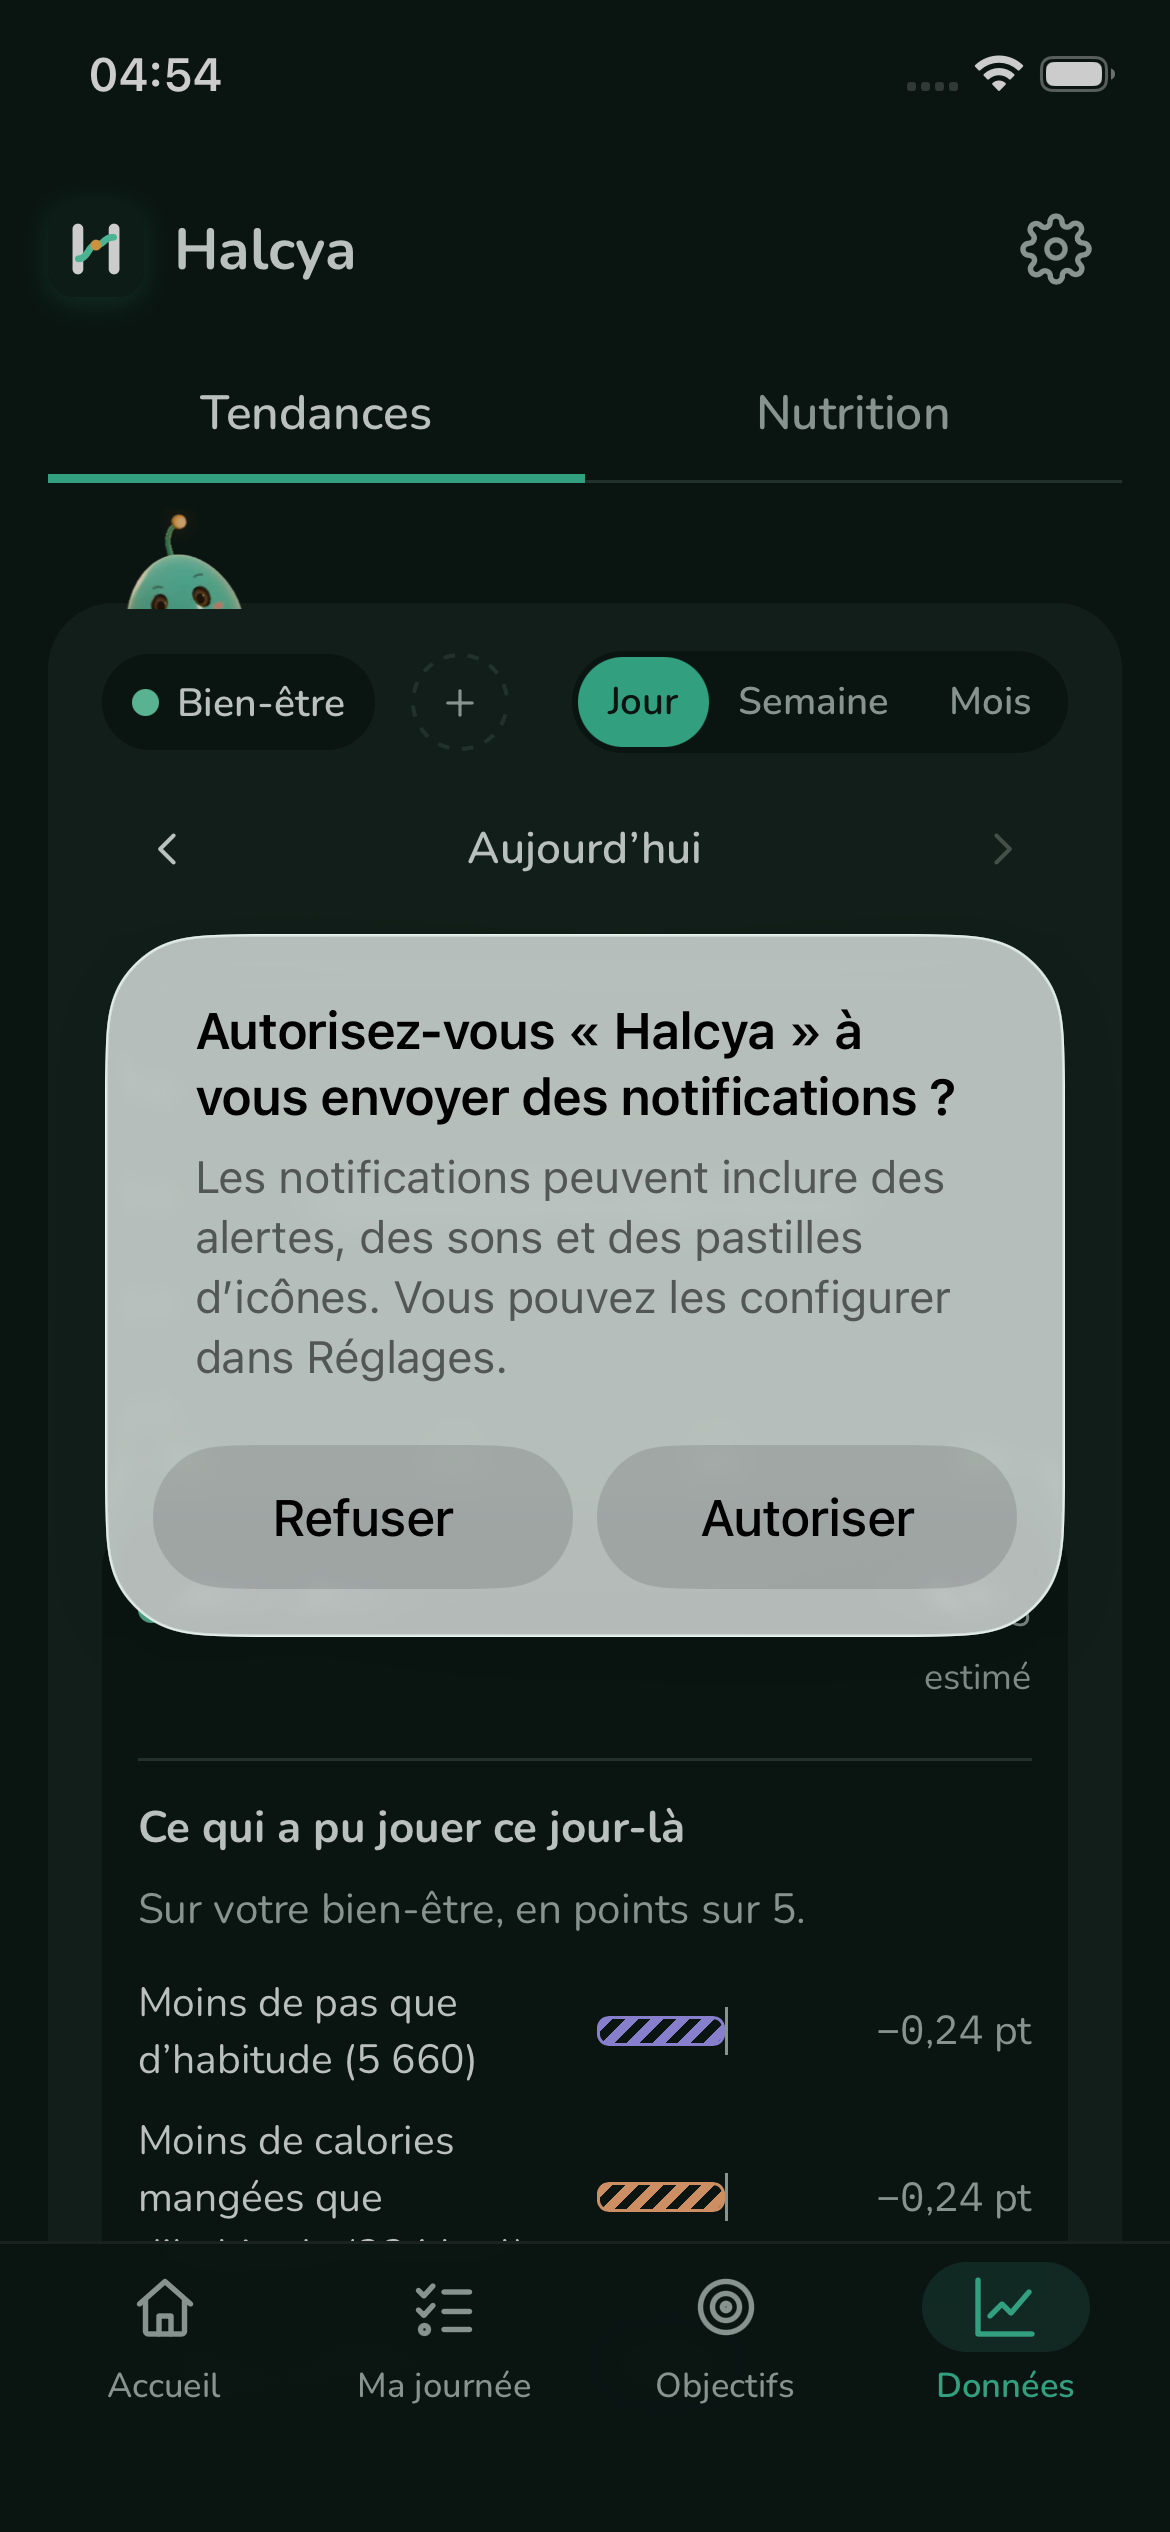 04:54
Halcya
Tendances
Nutrition
Bien-être
Jour
Semaine
Mois
Aujourd’hui
Autorisez-vous « Halcya » à
vous envoyer des notifications ?
Les notifications peuvent inclure des
alertes, des sons et des pastilles
d’icônes. Vous pouvez les configurer
dans Réglages.
Refuser
Autoriser
estimé
Ce qui a pu jouer ce jour-là
Sur votre bien-être, en points sur 5.
Moins de pas que
d’habitude (5 660)
−0,24 pt
Moins de calories
mangées que
−0,24 pt
Accueil
Ma journée
Objectifs
Données